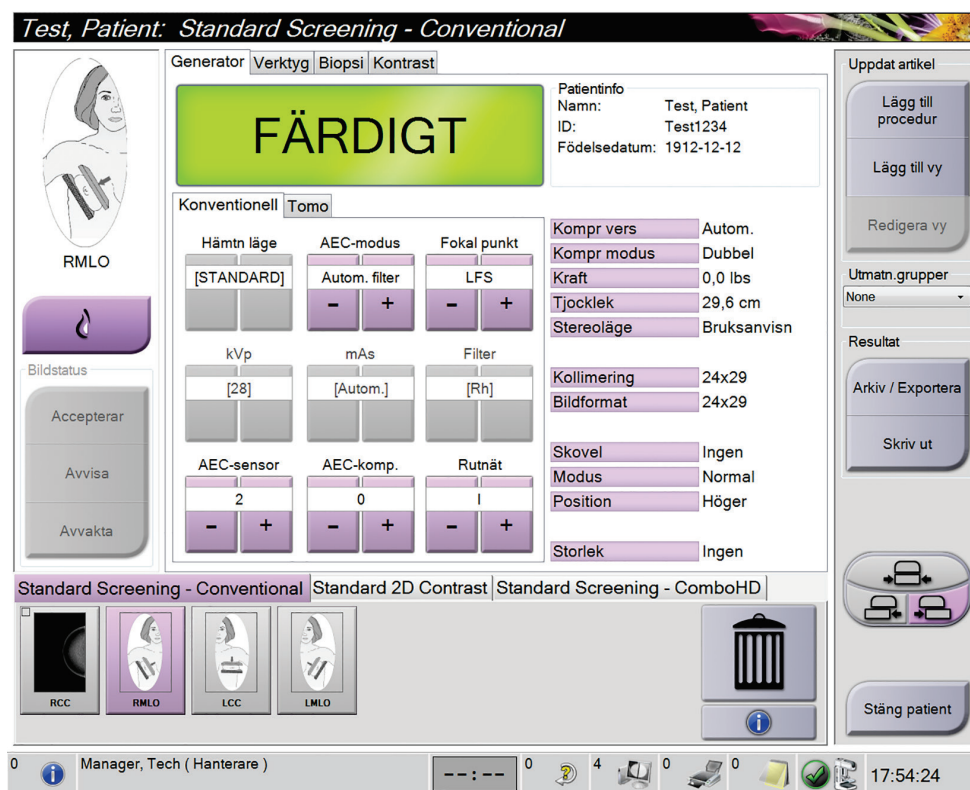 Test, Patient: Standard Screening - Conventional
RMLO
Bildstatus
Accepterar
Avvisa
Avvakta
Generator Verktyg Biopsi Kontrast
FÄRDIGT
Patientinfo
Namn: Test, Patient
ID: Test1234
Födelsedatum: 1912-12-12
Konventionell Tomo
Hämtn läge AEC-modus Fokal punkt
[STANDARD] Autom. filter LFS
- + - +
kVp mAs Filter
[28] [Autom.] [Rh]
AEC-sensor AEC-komp. Rutnät
2 0 I
- + - + - +
Kompr vers Autom.
Kompr modus Dubbel
Kraft 0,0 lbs
Tjocklek 29,6 cm
Stereoläge Bruksanvisn
Kollimering 24x29
Bildformat 24x29
Skovel Ingen
Modus Normal
Position Höger
Storlek Ingen
Uppdat artikel
Lägg till
procedur
Lägg till vy
Redigera vy
Utmatn.grupper
None
Resultat
Arkiv / Exportera
Skriv ut
Stäng patient
Standard Screening - Conventional Standard 2D Contrast Standard Screening - ComboHD
RCC RMLO LCC LMLO
0 Manager, Tech ( Hanterare ) --:-- 0 4 0 0 17:54:24